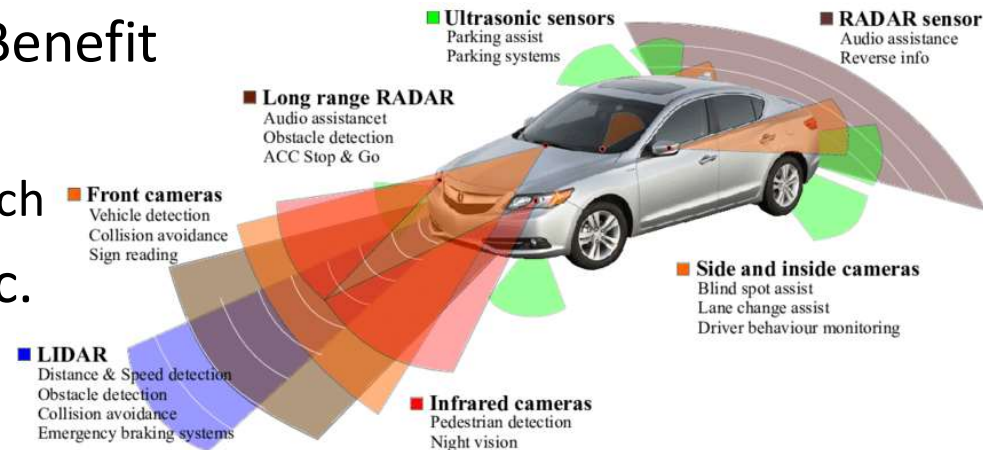 Benefit
ch
c.
Ultrasonic sensors
Parking assist
Parking systems
RADAR sensor
Audio assistance
Reverse info
Long range RADAR
Audio assistancet
Obstacle detection
ACC Stop & Go
Front cameras
Vehicle detection
Collision avoidance
Sign reading
Side and inside cameras
Blind spot assist
Lane change assist
Driver behaviour monitoring
LIDAR
Distance & Speed detection
Obstacle detection
Collision avoidance
Emergency braking systems
Infrared cameras
Pedestrian detection
Night vision